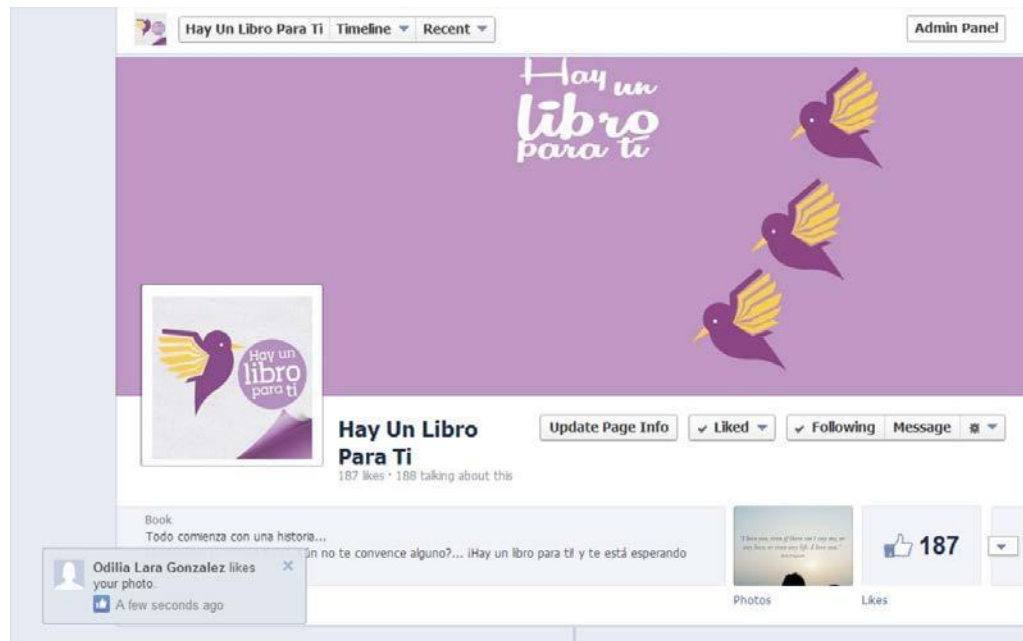 Hay Un Libro Para Ti Timeline Recent
Admin Panel
Hay un
libro
para ti
Hay un
libro
para ti
Hay Un Libro
Para Ti
187 likes · 188 talking about this
Update Page Info
Liked
Following
Message
Book
Todo comienza con una historia...
ún no te convence alguno?... ¡Hay un libro para ti! y te está esperando
187
Photos
Likes
Odilia Lara Gonzalez likes
your photo.
A few seconds ago